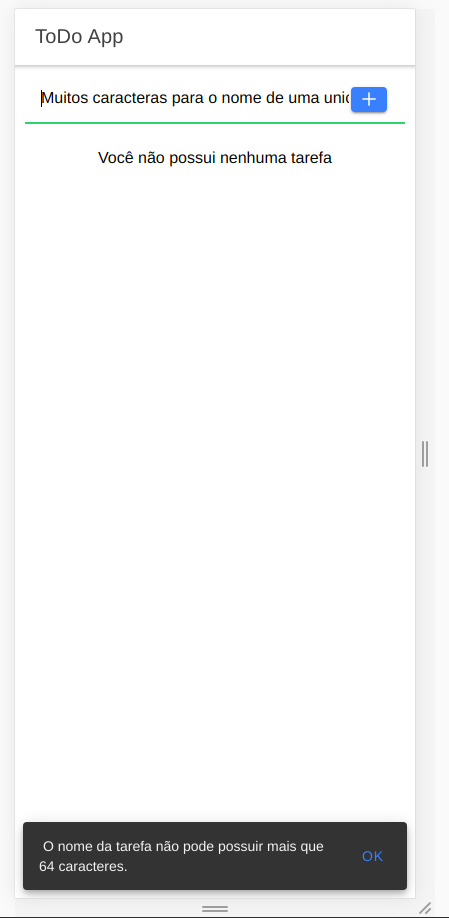 ToDo App
Muitos caracteras para o nome de uma unic
Você não possui nenhuma tarefa
O nome da tarefa não pode possuir mais que
64 caracteres.
OK